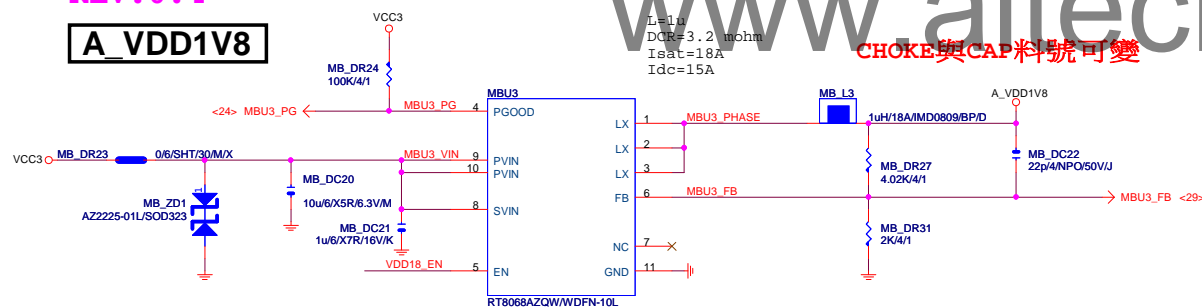 A_VDD1V8
VCC3
MB_DR24
100K/4/1
<24> MBU3_PG
MBU3_PG
4
PGOOD
MBU3
L=1u
DCR=3.2 mohm
Isat=18A
Idc=15A
CHOKE與CAP料號可變
MB_L3
1uH/18A/IMD0809/BP/D
A_VDD1V8
LX
1
MBU3_PHASE
LX
2
LX
3
VCC3
MB_DR23
0/6/SHT/30/M/X
MBU3_VIN
9
PVIN
10
PVIN
MB_DR27
4.02K/4/1
MB_DC22
22p/4/NPO/50V/J
1
MB_ZD1
AZ2225-01L/SOD323
MB_DC20
10u/6/X5R/6.3V/M
MB_DC21
1u/6/X7R/16V/K
8
SVIN
FB
6
MBU3_FB
MBU3_FB <29>
MB_DR31
2K/4/1
NC
7
VDD18_EN
5
EN
GND
11
RT8068AZQW/WDFN-10L